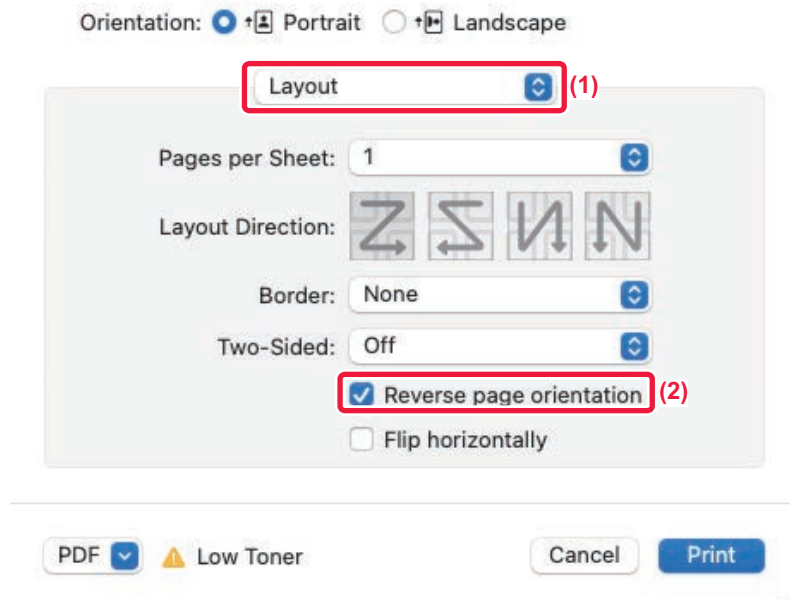 Orientation: Portrait Landscape
Layout (1)
Pages per Sheet: 1
Layout Direction:
Border: None
Two-Sided: Off
Reverse page orientation (2)
Flip horizontally
PDF Low Toner Cancel Print